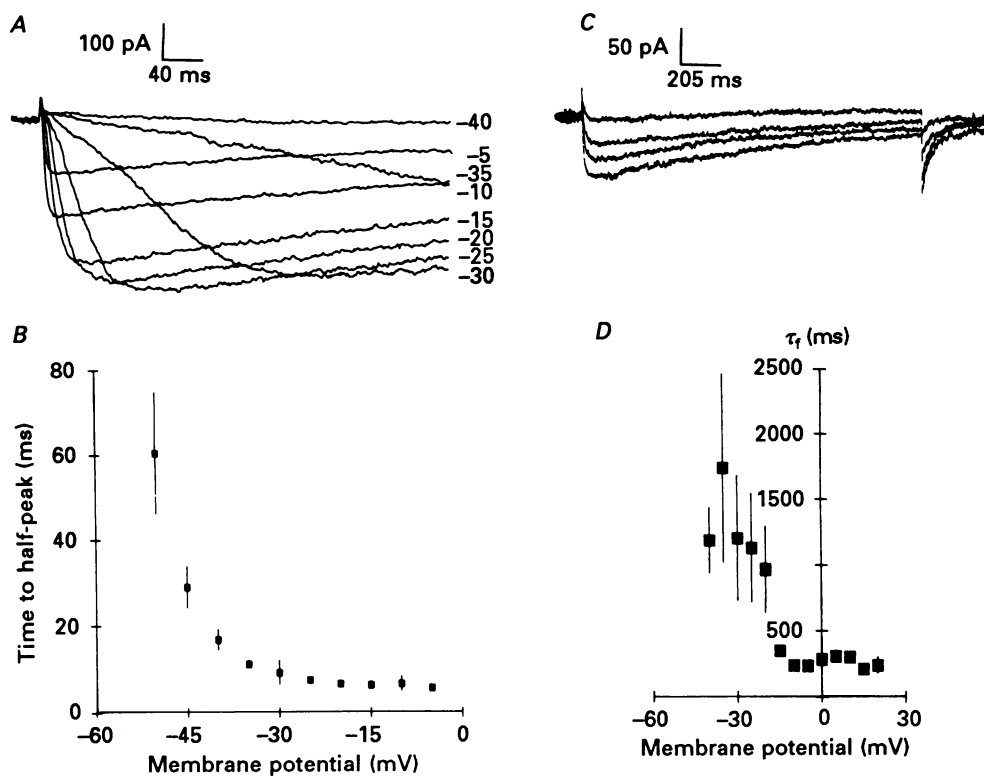 A
100 pA
40 ms
−40
−5
−35
−10
−15
−20
−25
−30
C
50 pA
205 ms
B
Time to half-peak (ms)
80
60
40
20
0
−60
−45
−30
−15
0
Membrane potential (mV)
D
τf (ms)
2500
2000
1500
500
−60
−30
0
30
Membrane potential (mV)